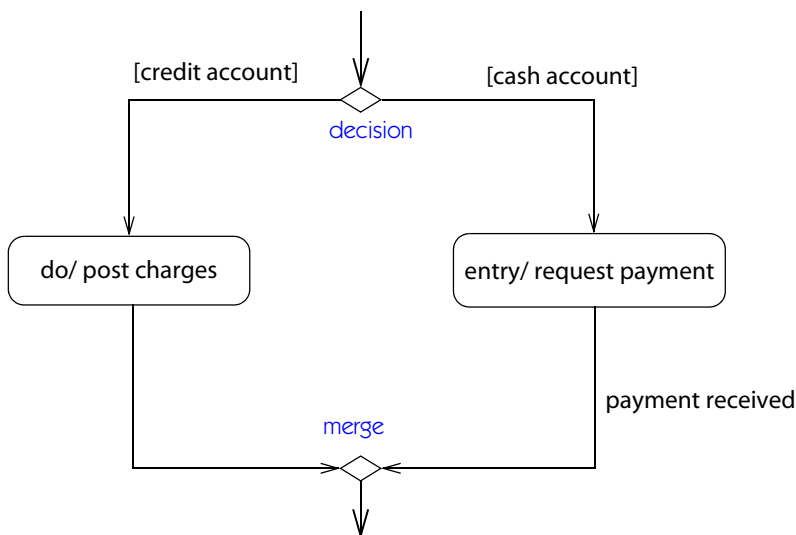 [credit account]
[cash account]
decision
do/ post charges
entry/ request payment
payment received
merge